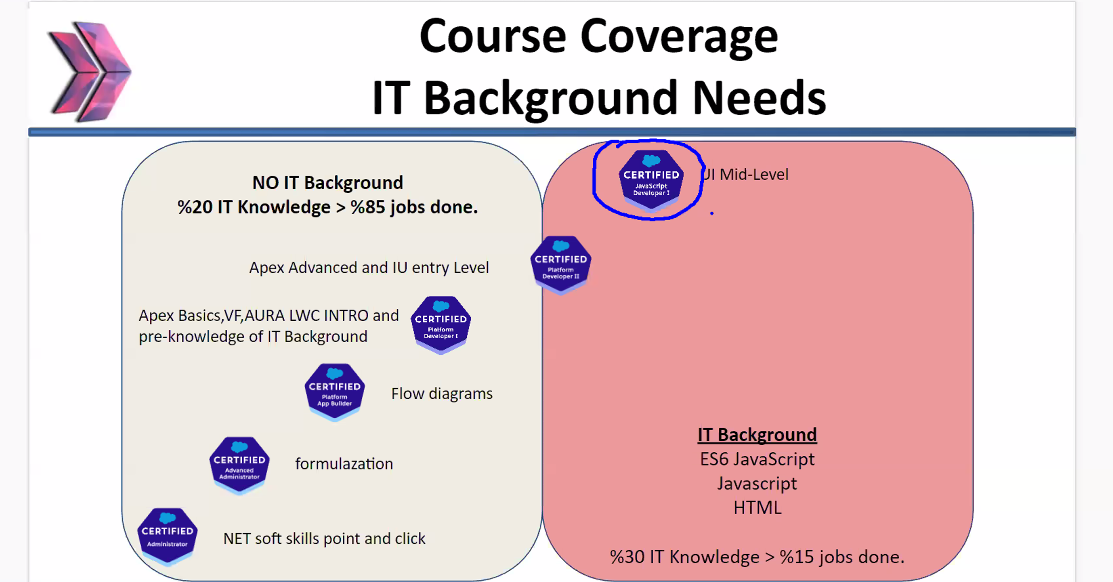 Course Coverage
IT Background Needs
NO IT Background
%20 IT Knowledge > %85 jobs done.
Apex Advanced and IU entry Level
Apex Basics,VF,AURA LWC INTRO and
pre-knowledge of IT Background
CERTIFIED
Platform
Developer I
CERTIFIED
Platform
App Builder
Flow diagrams
CERTIFIED
Advanced
Administrator
formulazation
CERTIFIED
Administrator
NET soft skills point and click
CERTIFIED
JavaScript
Developer I
UI Mid-Level
CERTIFIED
Platform
Developer II
IT Background
ES6 JavaScript
Javascript
HTML
%30 IT Knowledge > %15 jobs done.